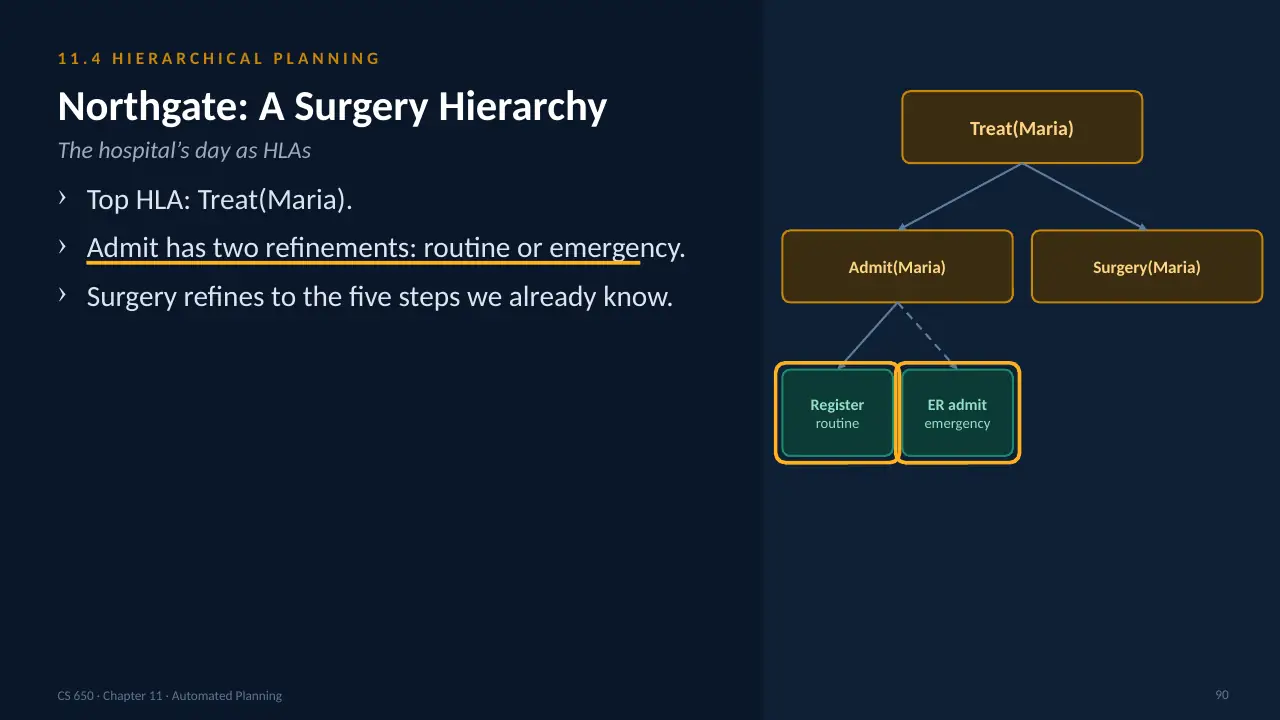 11.4 HIERARCHICAL PLANNING
Northgate: A Surgery Hierarchy
The hospital’s day as HLAs
› Top HLA: Treat(Maria).
› Admit has two refinements: routine or emergency.
› Surgery refines to the five steps we already know.
Treat(Maria)
Admit(Maria)
Surgery(Maria)
Register
routine
ER admit
emergency
CS 650 · Chapter 11 · Automated Planning
90